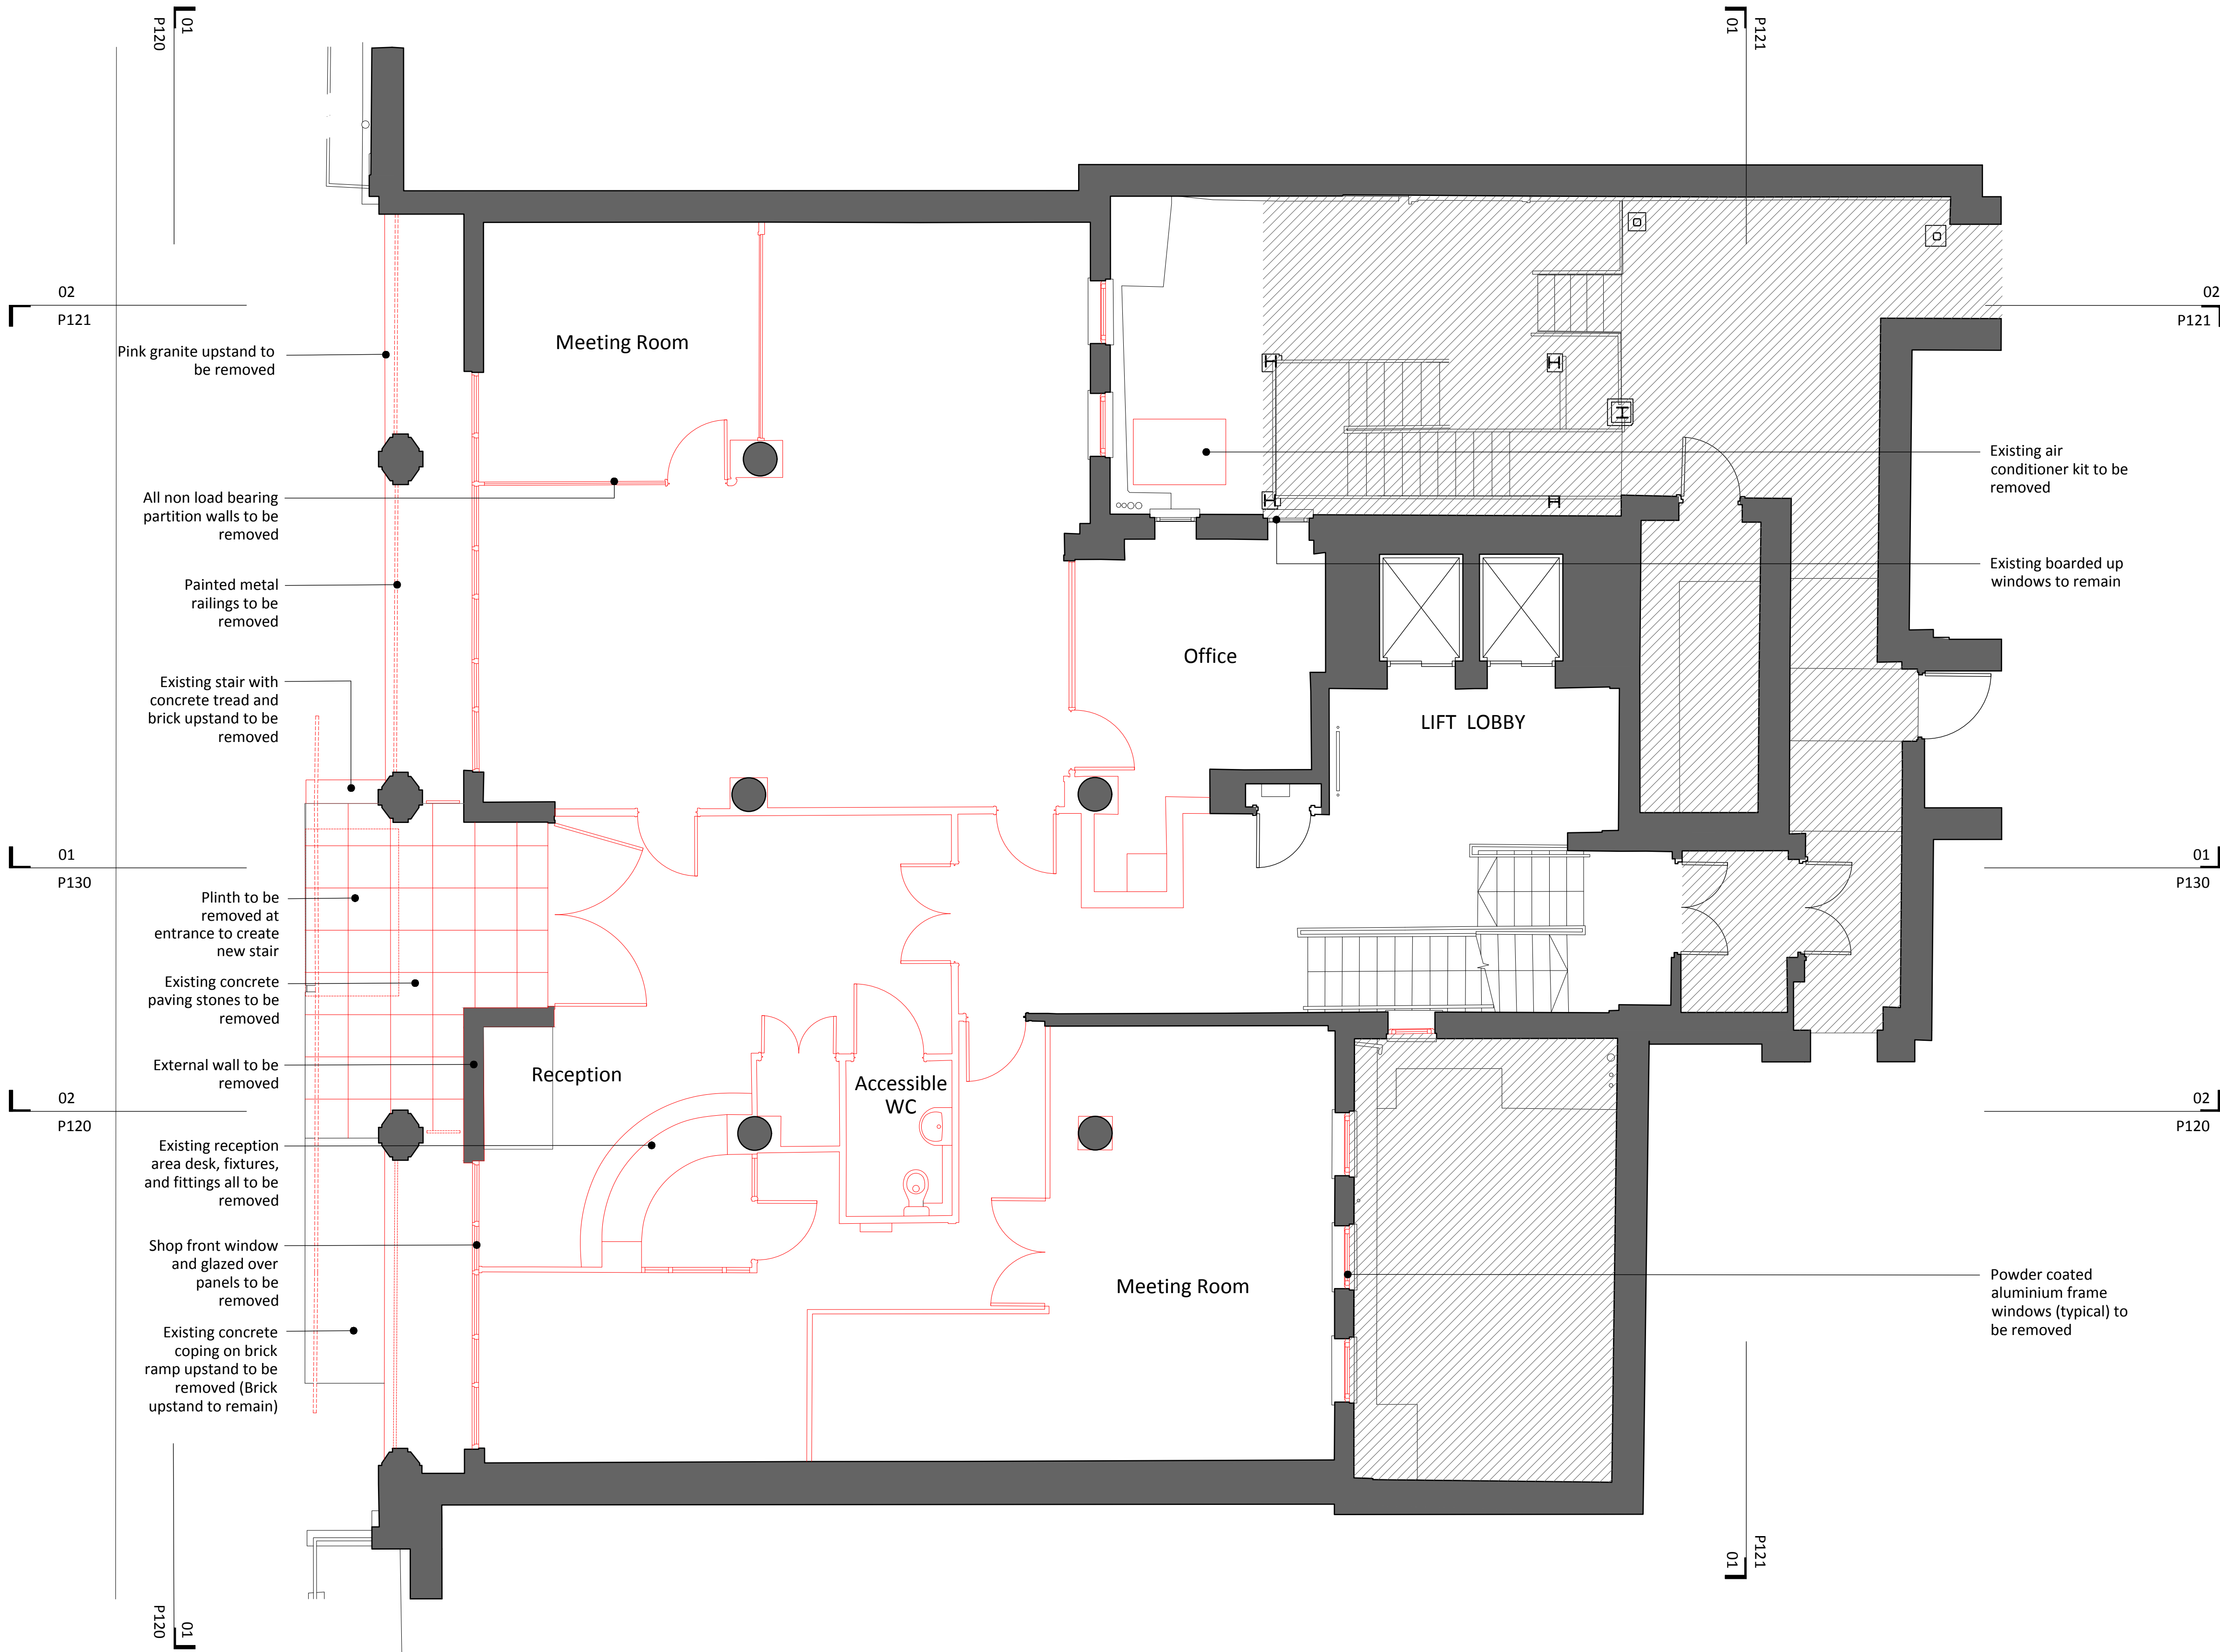 01
P120
P121
01
02
P121
02
P121
Meeting Room
Pink granite upstand to
be removed
All non load bearing
partition walls to be
removed
Painted metal
railings to be
removed
Existing stair with
concrete tread and
brick upstand to be
removed
Existing air
conditioner kit to be
removed
Existing boarded up
windows to remain
Office
LIFT LOBBY
01
P130
01
P130
Plinth to be
removed at
entrance to create
new stair
Existing concrete
paving stones to be
removed
External wall to be
removed
Reception
Accessible
WC
02
P120
02
P120
Existing reception
area desk, fixtures,
and fittings all to be
removed
Shop front window
and glazed over
panels to be
removed
Existing concrete
coping on brick
ramp upstand to be
removed (Brick
upstand to remain)
Meeting Room
Powder coated
aluminium frame
windows (typical) to
be removed
P120
01
P121
01